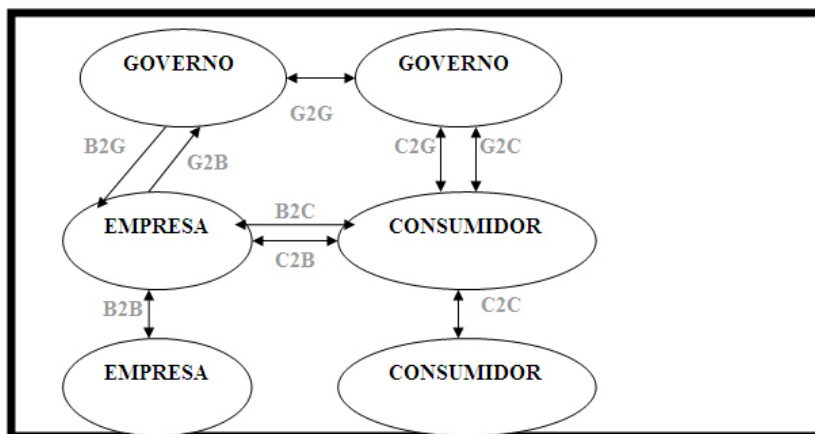 GOVERNO GOVERNO
G2G
B2G C2G G2C
G2B
B2C
EMPRESA CONSUMIDOR
C2B
B2B C2C
EMPRESA CONSUMIDOR